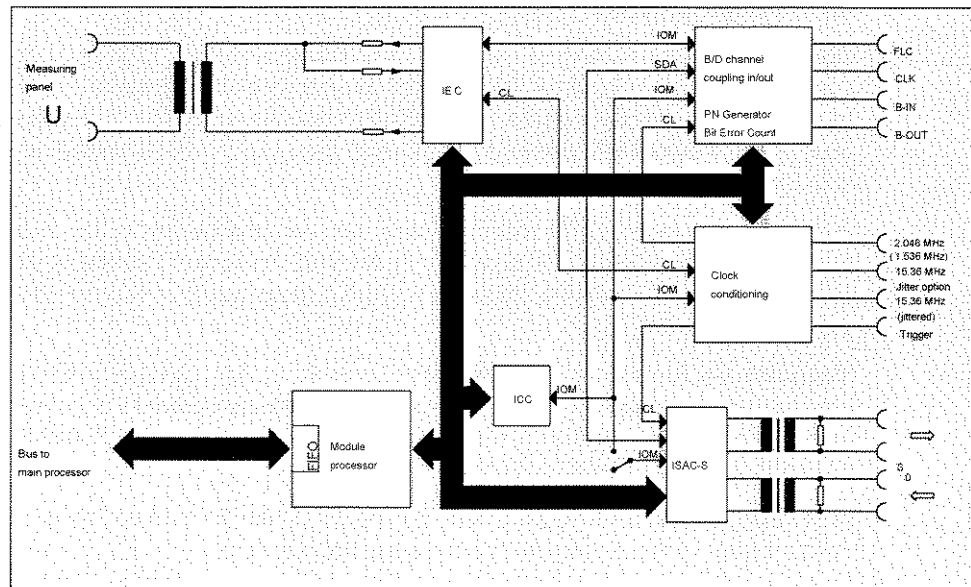 Measuring
panel
U
IEC
IOM
CL
SDA
IOM
CL
B/D channel
coupling in/out
PN Generator
Bit Error Count
FLC
CLK
B-IN
B-OUT
CL
IOM
Clock
conditioning
2.048 MHz
(1.536 MHz)
15.36 MHz
Jitter option
15.36 MHz
(jittered)
Trigger
ICC
IOM
CL
IOM
ISAC-S
S
0
Bus to
main processor
FIFO
Module
processor